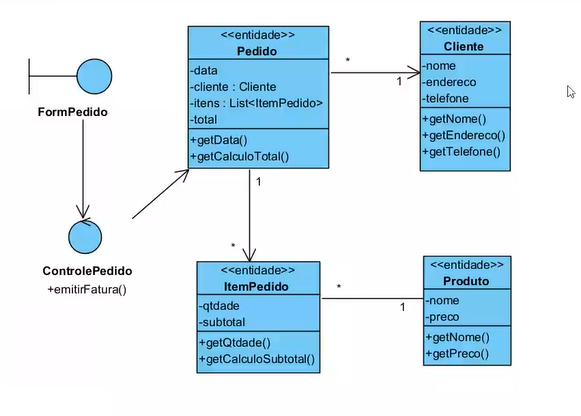 <<entidade>>
Pedido
-data
-cliente : Cliente
-itens : List<ItemPedido>
-total
+getData()
+getCalculoTotal()
*
1
<<entidade>>
Cliente
-nome
-endereco
-telefone
+getNome()
+getEndereco()
+getTelefone()
FormPedido
1
*
ControlePedido
+emitirFatura()
<<entidade>>
ItemPedido
-qtdade
-subtotal
+getQtdade()
+getCalculoSubtotal()
*
1
<<entidade>>
Produto
-nome
-preco
+getNome()
+getPreco()